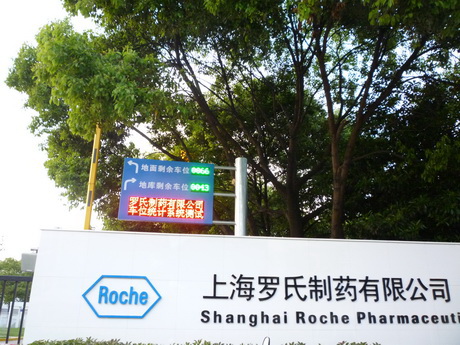 地面剩余车位 0066
地库剩余车位 0043
罗氏制药有限公司
车位统计系统测试
Roche
上海罗氏制药有限公司
Shanghai Roche Pharmaceuti